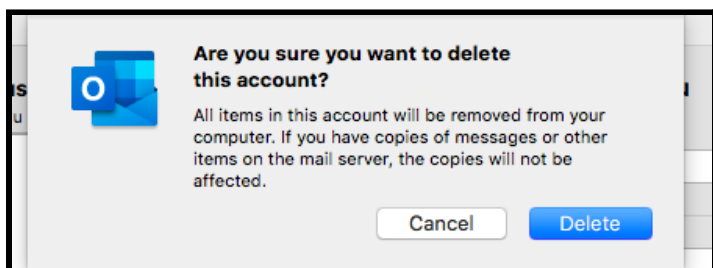 Are you sure you want to delete
this account?
All items in this account will be removed from your
computer. If you have copies of messages or other
items on the mail server, the copies will not be
affected.
Cancel Delete